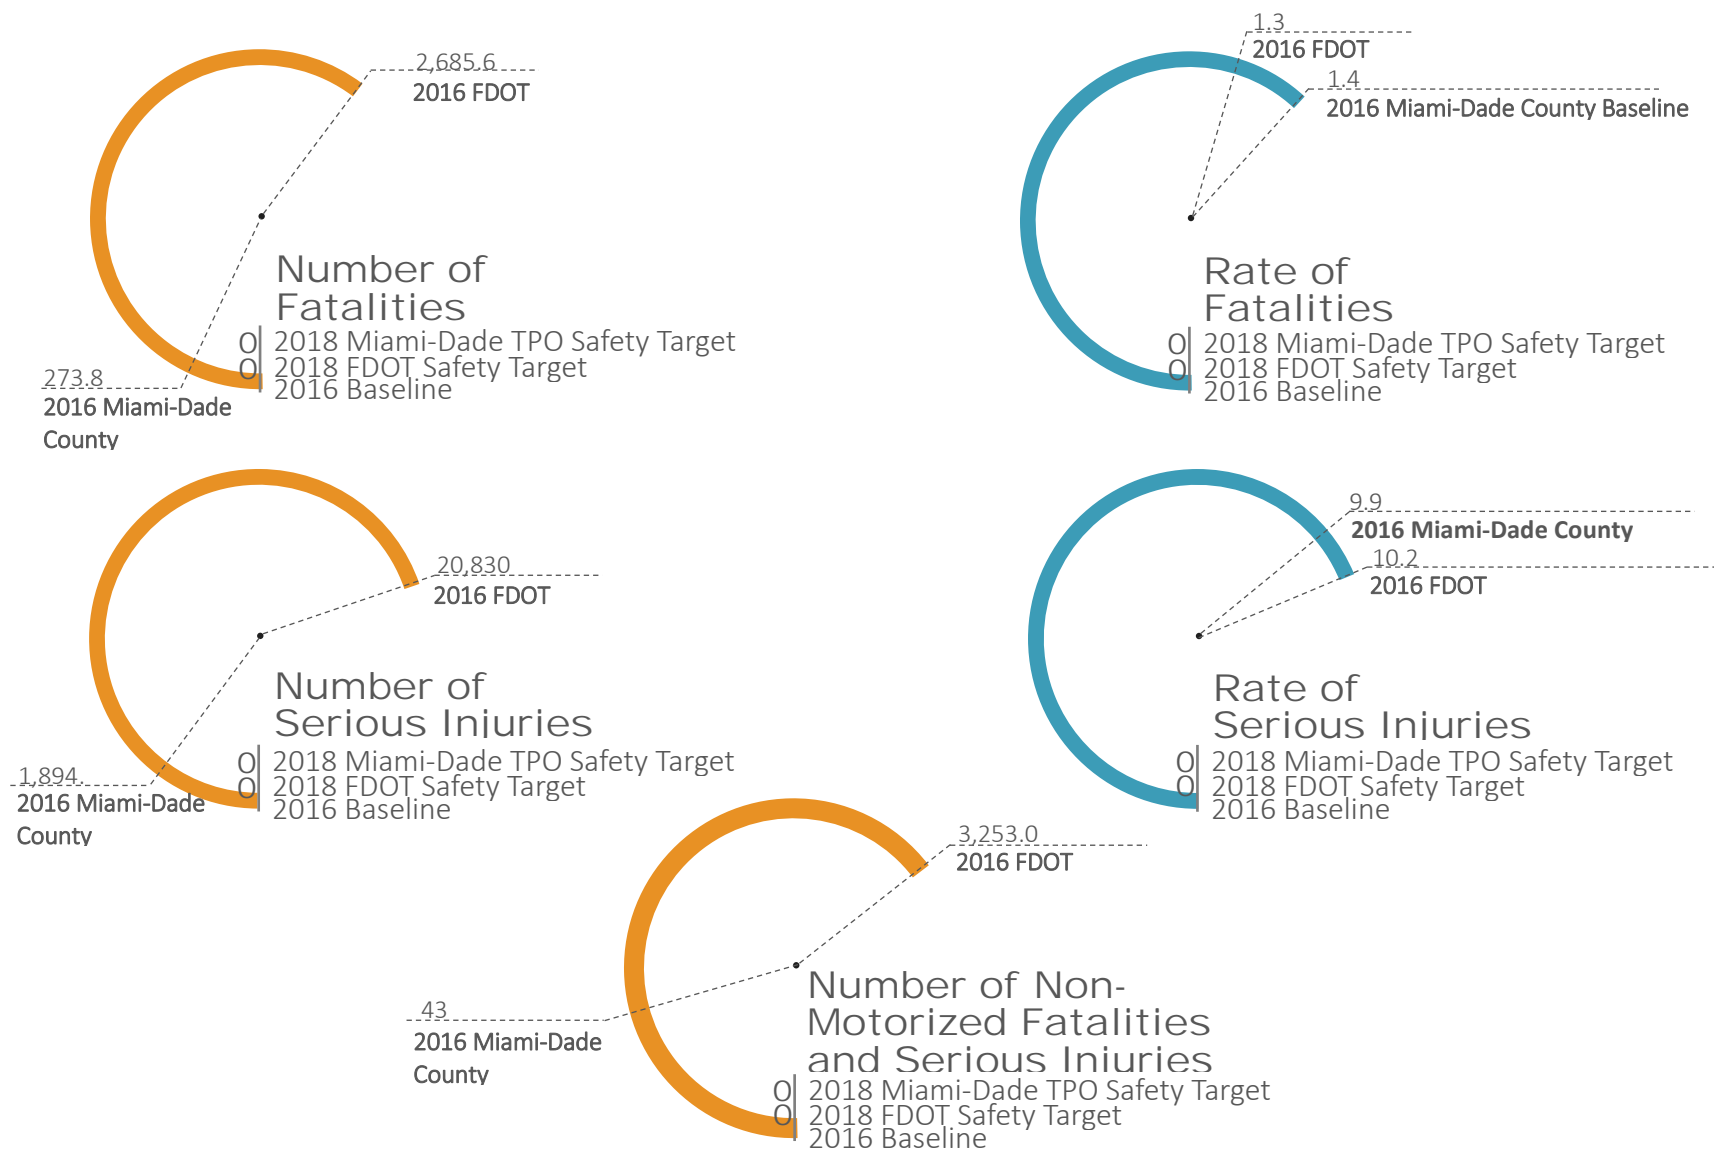 2,685.6
2016 FDOT
Number of
Fatalities
0 2018 Miami-Dade TPO Safety Target
0 2018 FDOT Safety Target
2016 Baseline
273.8
2016 Miami-Dade
County
1.3
2016 FDOT
1.4
2016 Miami-Dade County Baseline
Rate of
Fatalities
0 2018 Miami-Dade TPO Safety Target
0 2018 FDOT Safety Target
2016 Baseline
20,830
2016 FDOT
Number of
Serious Injuries
0 2018 Miami-Dade TPO Safety Target
0 2018 FDOT Safety Target
2016 Baseline
1,894.
2016 Miami-Dade
County
9.9
2016 Miami-Dade County
10.2
2016 FDOT
Rate of
Serious Injuries
0 2018 Miami-Dade TPO Safety Target
0 2018 FDOT Safety Target
2016 Baseline
3,253.0
2016 FDOT
43
2016 Miami-Dade
County
Number of Non-
Motorized Fatalities
and Serious Injuries
0 2018 Miami-Dade TPO Safety Target
0 2018 FDOT Safety Target
2016 Baseline